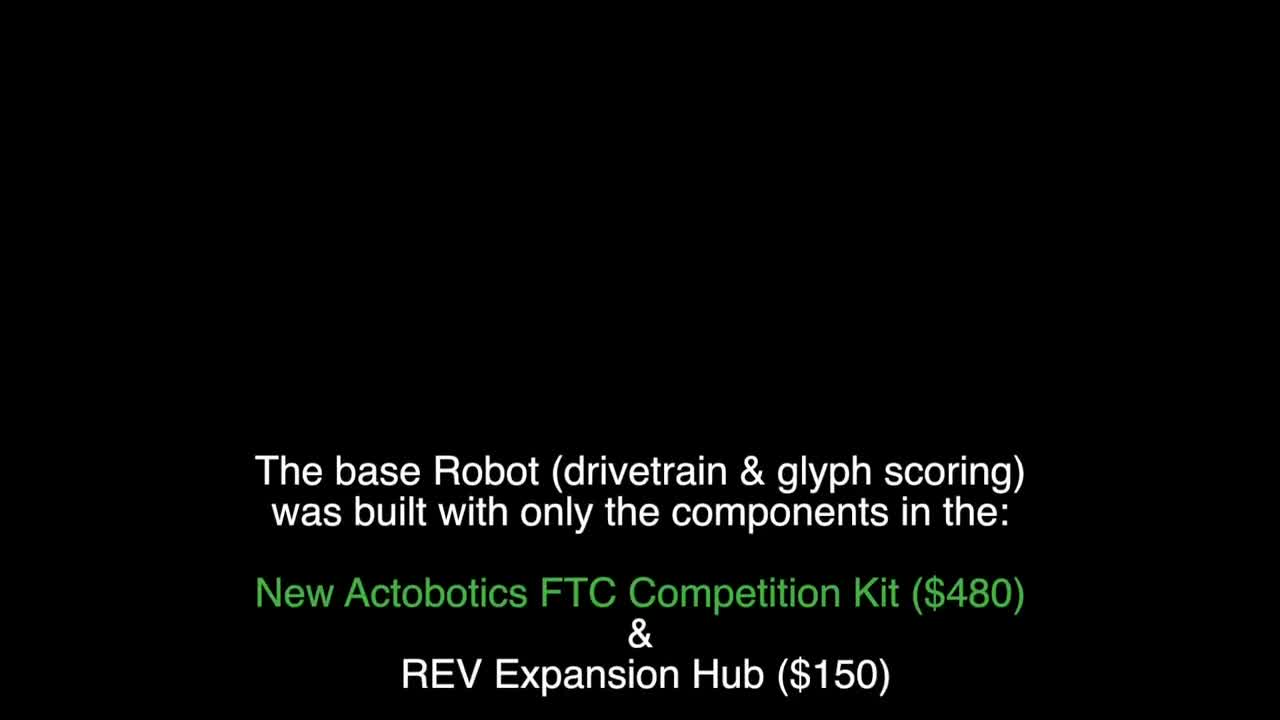 The base Robot (drivetrain & glyph scoring)
was built with only the components in the:
New Actobotics FTC Competition Kit ($480)
&
REV Expansion Hub ($150)